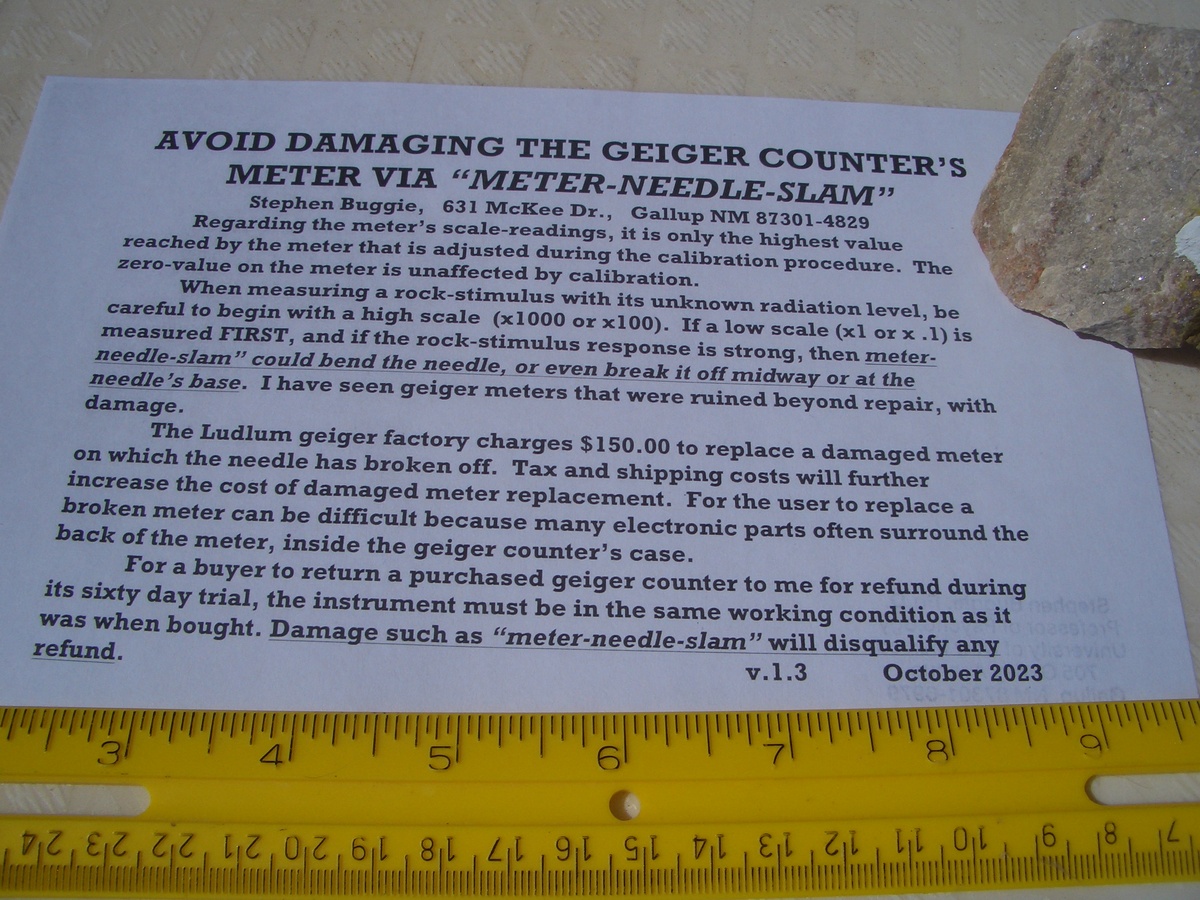 AVOID DAMAGING THE GEIGER COUNTER'S
METER VIA “METER-NEEDLE-SLAM”
Stephen Buggie, 631 McKee Dr., Gallup NM 87301-4829
Regarding the meter's scale-readings, it is only the highest value
reached by the meter that is adjusted during the calibration procedure. The
zero-value on the meter is unaffected by calibration.
When measuring a rock-stimulus with its unknown radiation level, be
careful to begin with a high scale (x1000 or x100). If a low scale (x1 or x .1) is
measured FIRST, and if the rock-stimulus response is strong, then meter-
needle-slam” could bend the needle, or even break it off midway or at the
needle's base. I have seen geiger meters that were ruined beyond repair, with
damage.
The Ludlum geiger factory charges $150.00 to replace a damaged meter
on which the needle has broken off. Tax and shipping costs will further
increase the cost of damaged meter replacement. For the user to replace a
broken meter can be difficult because many electronic parts often surround the
back of the meter, inside the geiger counter's case.
For a buyer to return a purchased geiger counter to me for refund during
its sixty day trial, the instrument must be in the same working condition as it
was when bought. Damage such as “meter-needle-slam” will disqualify any
refund.
v.1.3 October 2023
3 4 5 6 7 8 9
24 23 22 21 20 19 18 17 16 15 14 13 12 11 10 9 8 7